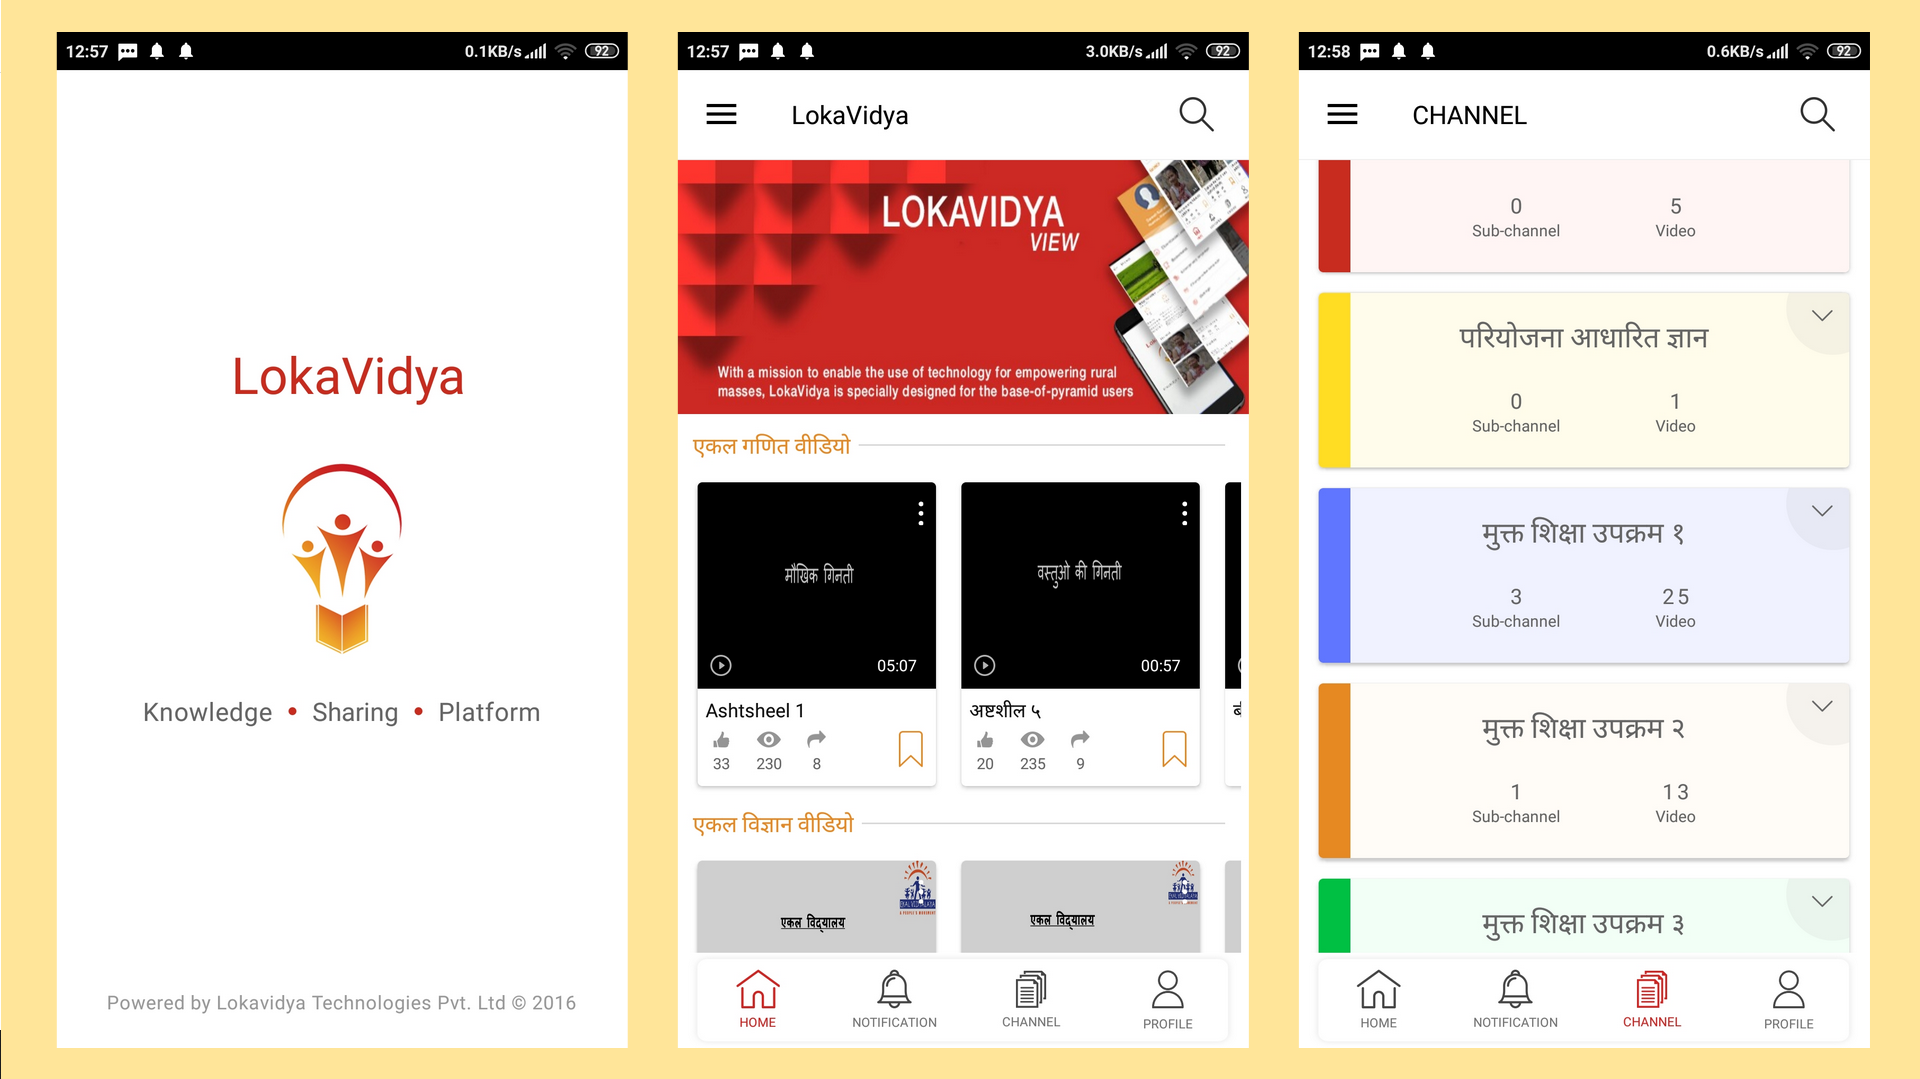 12:57
0.1KB/s
92
LokaVidya
Knowledge • Sharing • Platform
Powered by Lokavidya Technologies Pvt. Ltd © 2016
12:57
3.0KB/s
92
LokaVidya
LOKAVIDYA
VIEW
With a mission to enable the use of technology for empowering rural
masses, LokaVidya is specially designed for the base-of-pyramid users
एकल गणित वीडियो
मौखिक गिनती
05:07
Ashtsheel 1
33 230 8
वस्तुओ की गिनती
00:57
अष्टशील ५
20 235 9
एकल विज्ञान वीडियो
एकल विद्यालय
एकल विद्यालय
HOME NOTIFICATION CHANNEL PROFILE
12:58
0.6KB/s
92
CHANNEL
0 5
Sub-channel Video
परियोजना आधारित ज्ञान
0 1
Sub-channel Video
मुक्त शिक्षा उपक्रम १
3 25
Sub-channel Video
मुक्त शिक्षा उपक्रम २
1 13
Sub-channel Video
मुक्त शिक्षा उपक्रम ३
HOME NOTIFICATION CHANNEL PROFILE